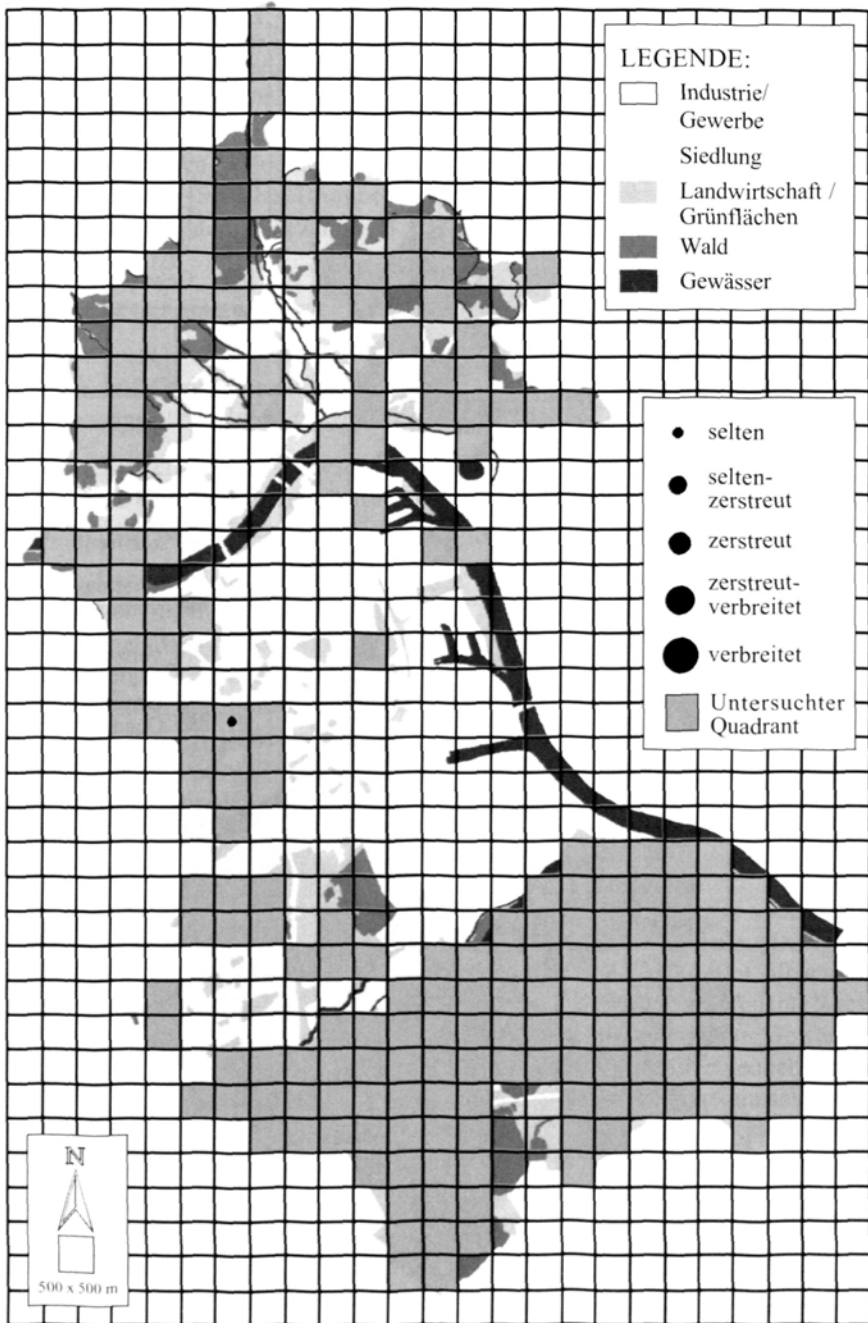 LEGENDE:
Industrie/
Gewerbe
Siedlung
Landwirtschaft /
Grünflächen
Wald
Gewässer
selten
selten-
zerstreut
zerstreut
zerstreut-
verbreitet
verbreitet
Untersuchter
Quadrant
N
500 x 500 m